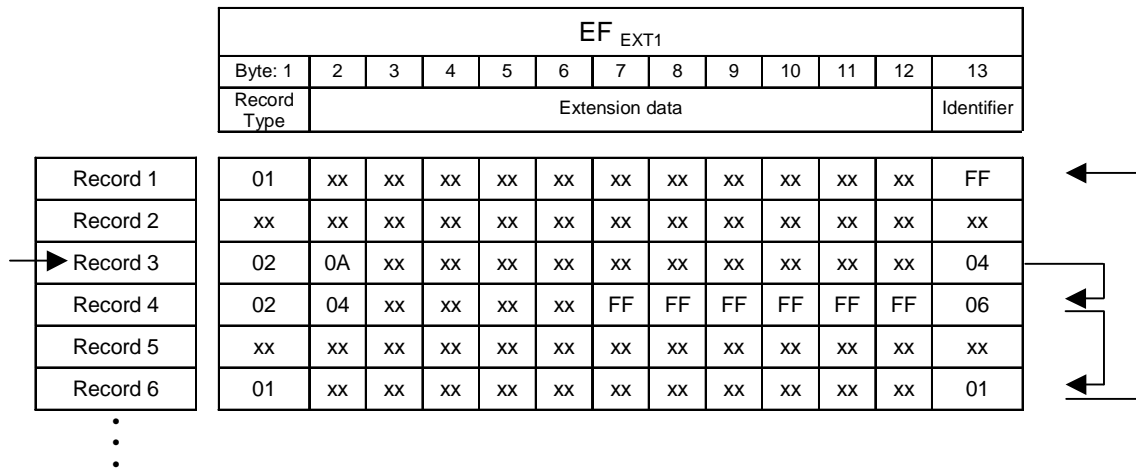 EF EXT1
Byte: 1 2 3 4 5 6 7 8 9 10 11 12 13
Record Type Extension data Identifier
Record 1 01 xx xx xx xx xx xx xx xx xx xx xx FF
Record 2 xx xx xx xx xx xx xx xx xx xx xx xx xx
Record 3 02 0A xx xx xx xx xx xx xx xx xx xx 04
Record 4 02 04 xx xx xx xx FF FF FF FF FF FF 06
Record 5 xx xx xx xx xx xx xx xx xx xx xx xx xx
Record 6 01 xx xx xx xx xx xx xx xx xx xx xx 01